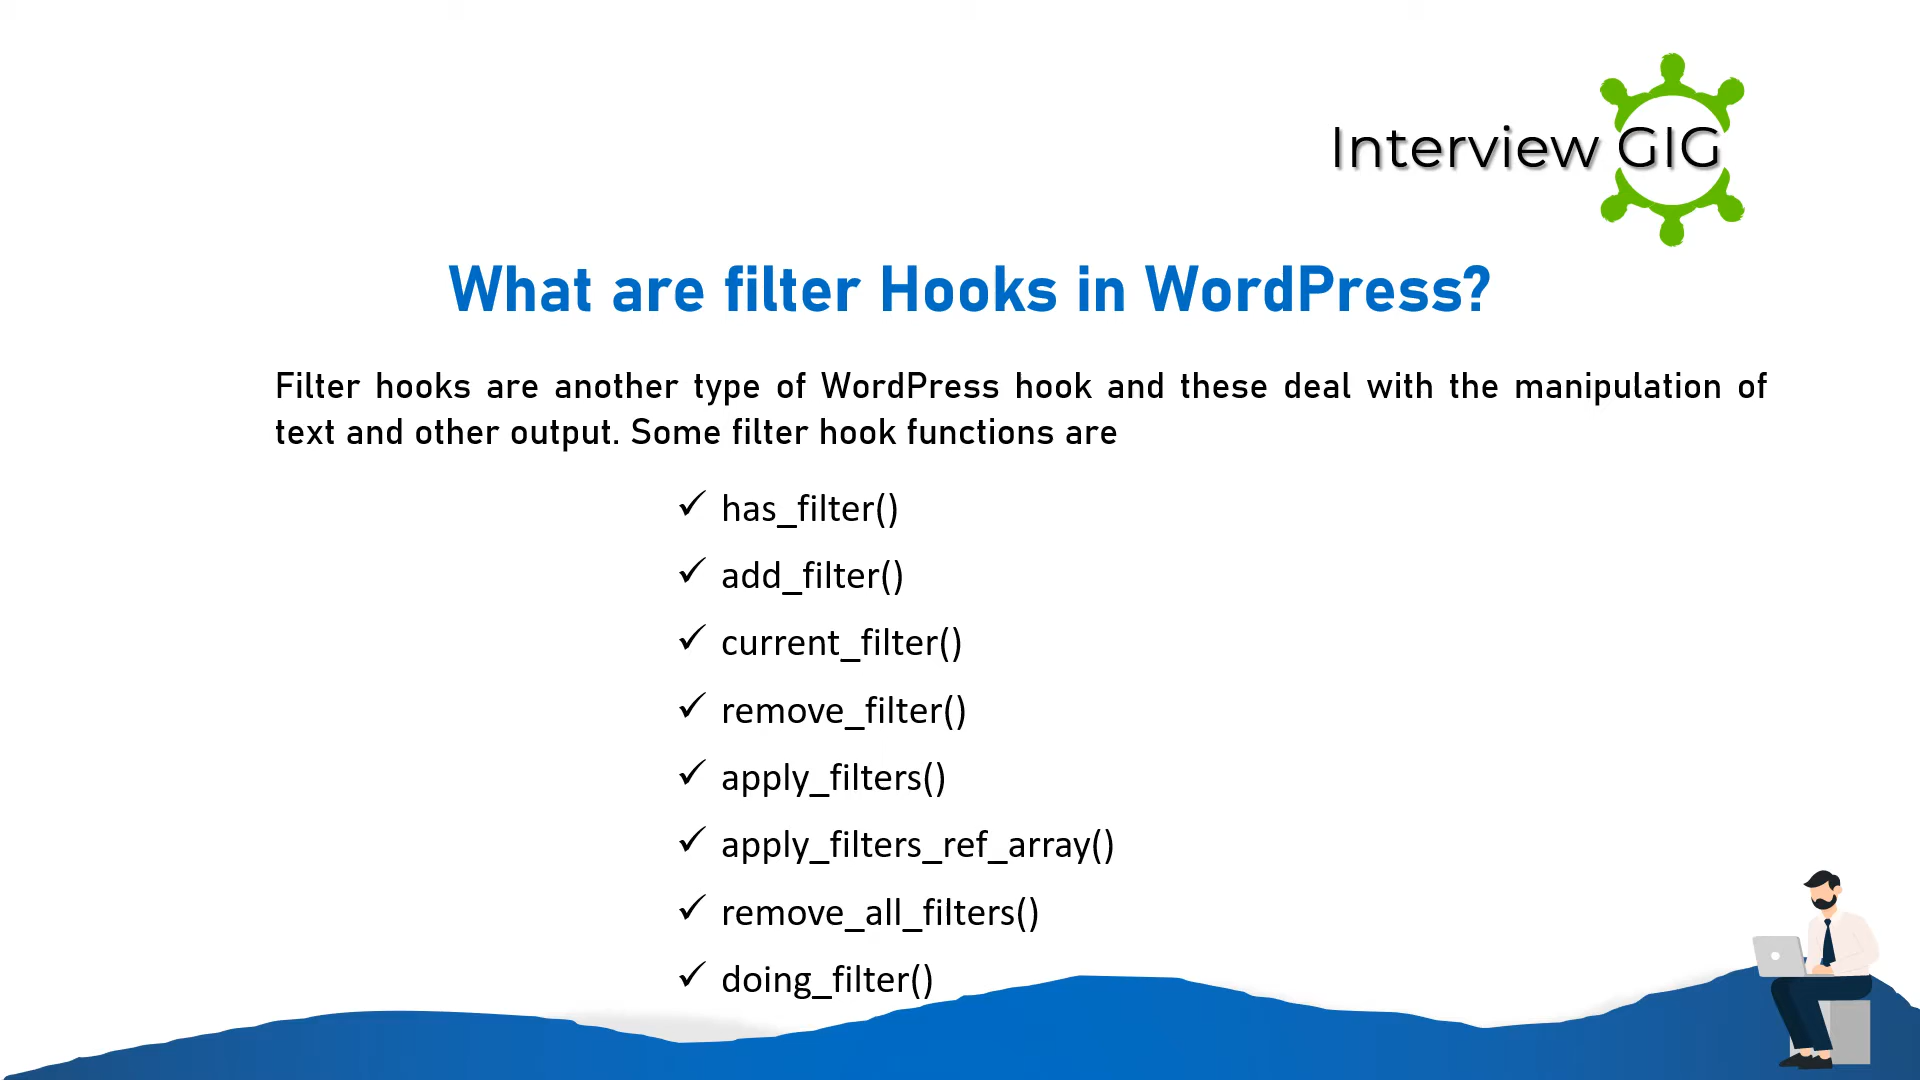 Interview GIG
What are filter Hooks in WordPress?
Filter hooks are another type of WordPress hook and these deal with the manipulation of
text and other output. Some filter hook functions are
✓ has_filter()
✓ add_filter()
✓ current_filter()
✓ remove_filter()
✓ apply_filters()
✓ apply_filters_ref_array()
✓ remove_all_filters()
✓ doing_filter()